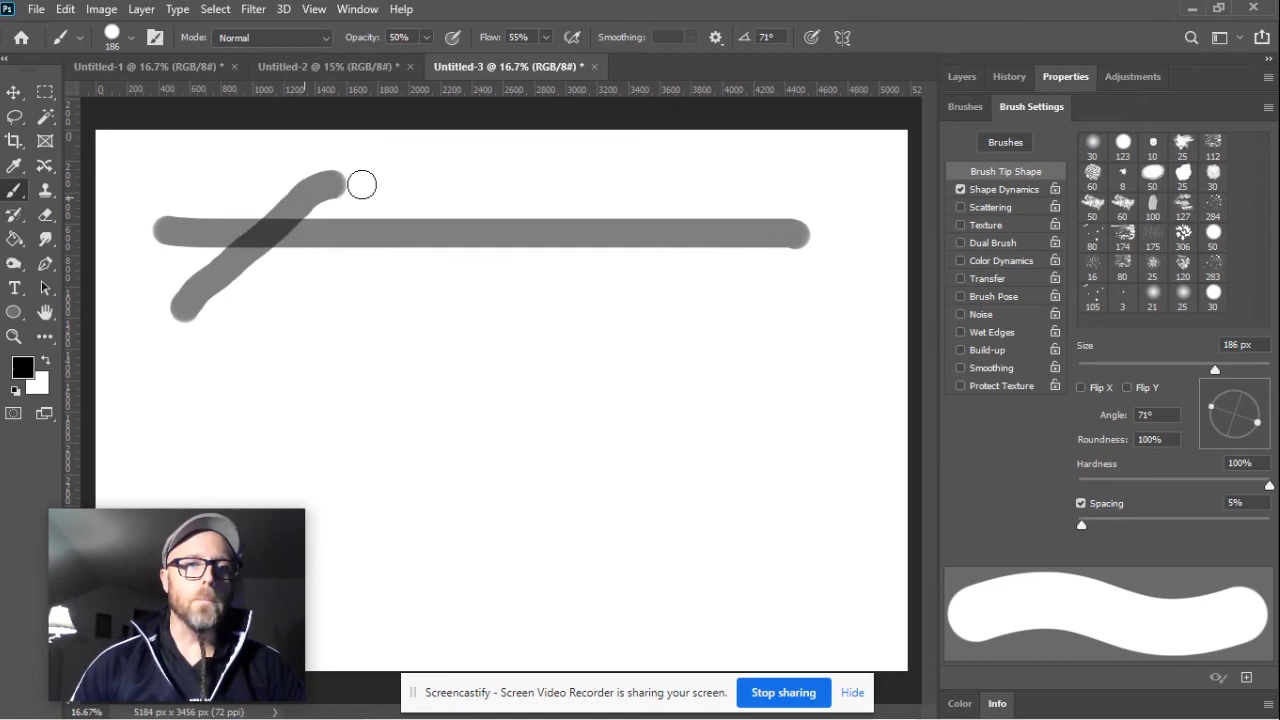 Ps File Edit Image Layer Type Select Filter 3D View Window Help
186 Mode: Normal Opacity: 50% Flow: 55% Smoothing: 71°
Untitled-1 @ 16.7% (RGB/8#) * × Untitled-2 @ 15% (RGB/8#) * × Untitled-3 @ 16.7% (RGB/8#) * ×
0 200 400 600 800 1000 1200 1400 1600 1800 2000 2200 2400 2600 2800 3000 3200 3400 3600 3800 4000 4200 4400 4600 4800 5000 52
Layers History Properties Adjustments
Brushes Brush Settings
Brushes
Brush Tip Shape
Shape Dynamics
Scattering
Texture
Dual Brush
Color Dynamics
Transfer
Brush Pose
Noise
Wet Edges
Build-up
Smoothing
Protect Texture
30 123 10 25 112
60 8 50 25 30
50 60 100 127 284
80 174 175 306 50
16 80 25 120 283
105 3 21 25 30
Size 186 px
Flip X Flip Y
Angle: 71°
Roundness: 100%
Hardness 100%
Spacing 5%
Screencastify - Screen Video Recorder is sharing your screen. Stop sharing Hide
Color Info
16.67% 5184 px x 3456 px (72 ppi)